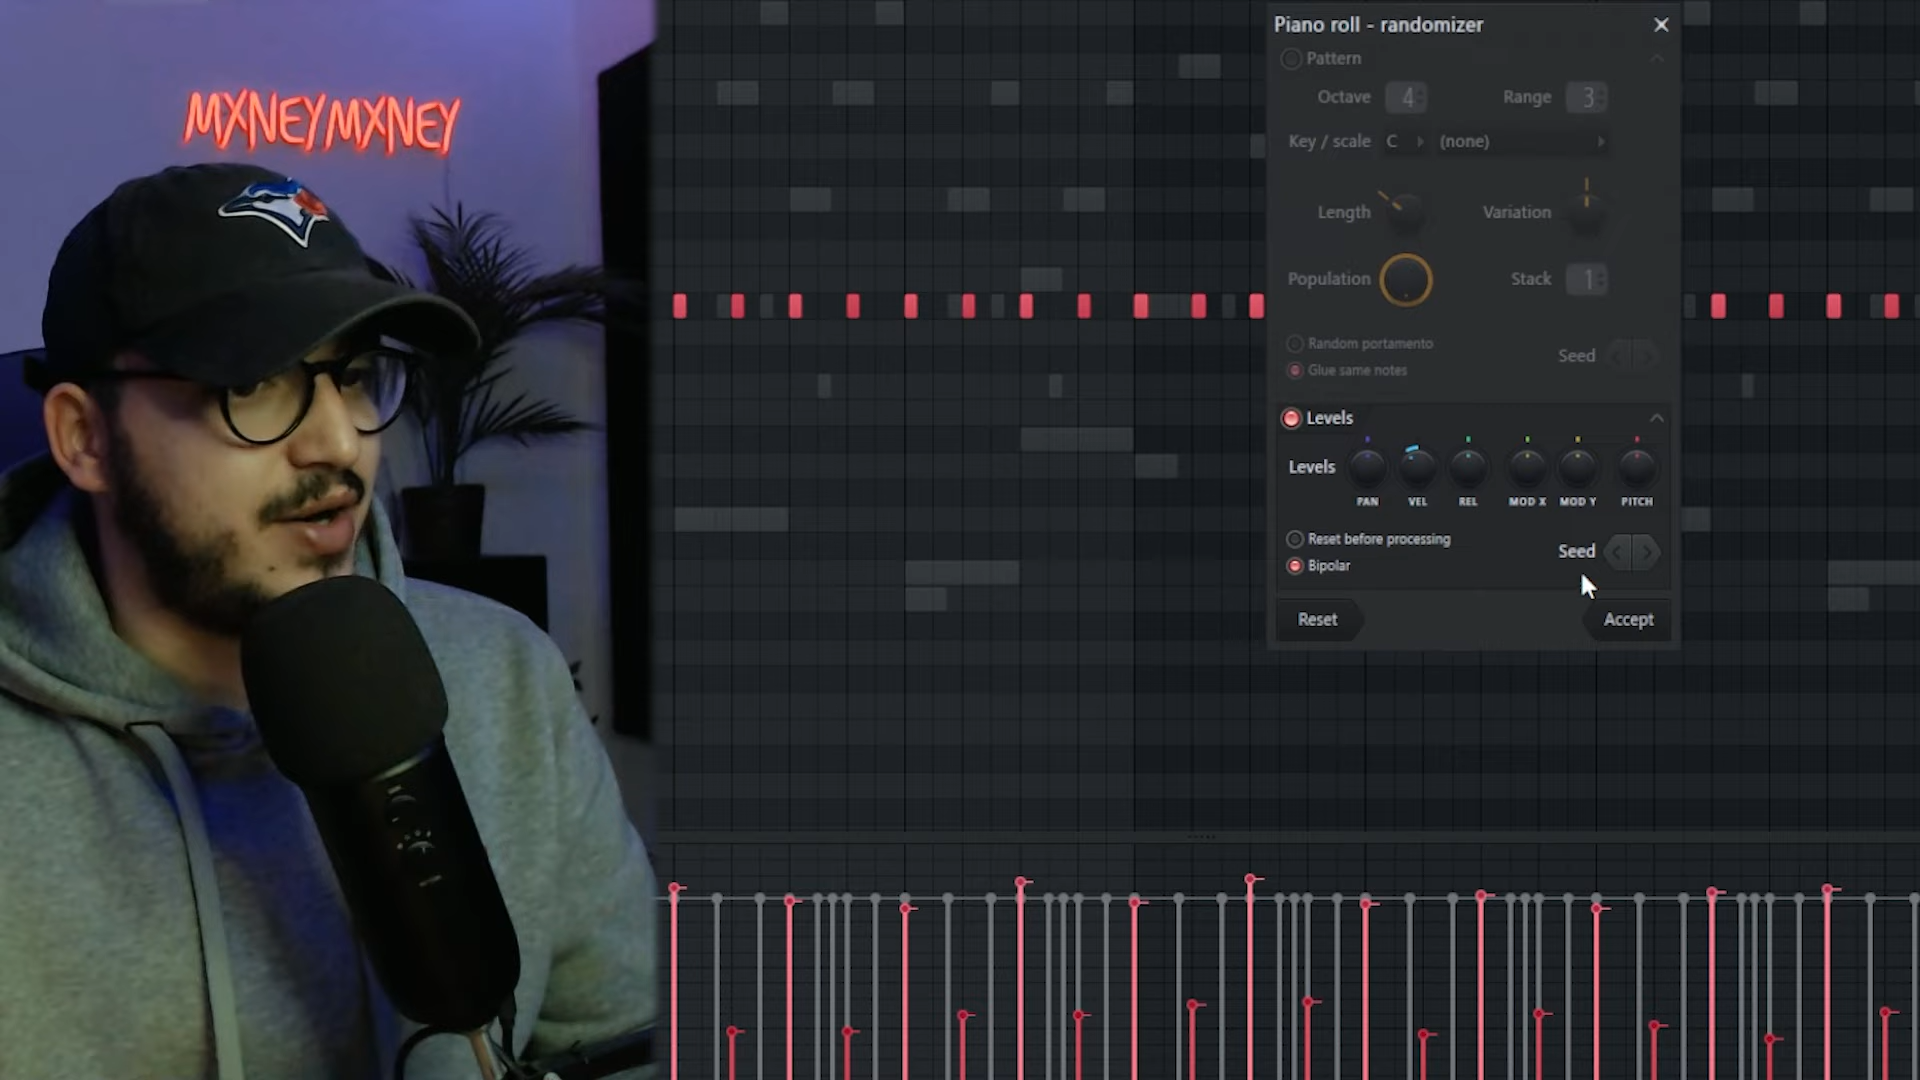 MXNEYMXNEY
Piano roll - randomizer
Pattern
Octave 4 Range 3
Key / scale C (none)
Length Variation
Population Stack 1
Random portamento
Glue same notes
Seed
Levels
Levels
PAN VEL REL MOD X MOD Y PITCH
Reset before processing
Bipolar
Seed
Reset Accept